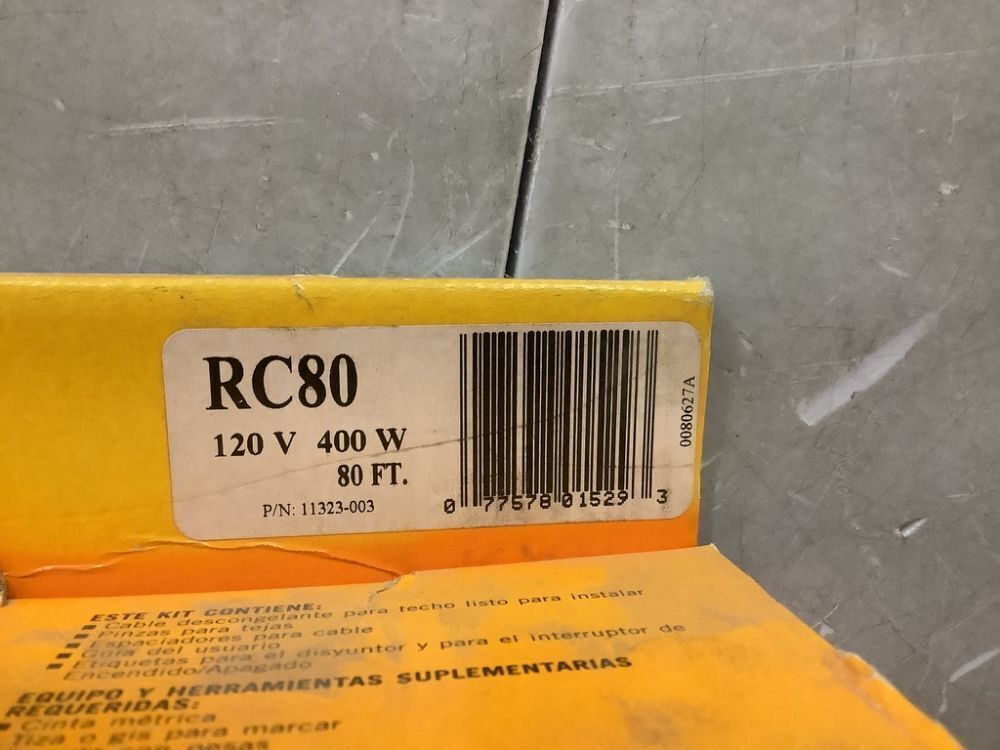 RC80
120 V 400 W
80 FT.
P/N: 11323-003
0 77578 01529 3
0080627A
ESTE KIT CONTIENE:
■ Cable descongelante para techo listo para instalar
■ Pinzas para tejas
■ Espaciadores para cable
■ Guía del usuario
■ Etiquetas para el disyuntor y para el interruptor de
Encendido/Apagado
EQUIPO Y HERRAMIENTAS SUPLEMENTARIAS
REQUERIDAS:
■ Cinta métrica
Tiza o gis para marcar
con pesas